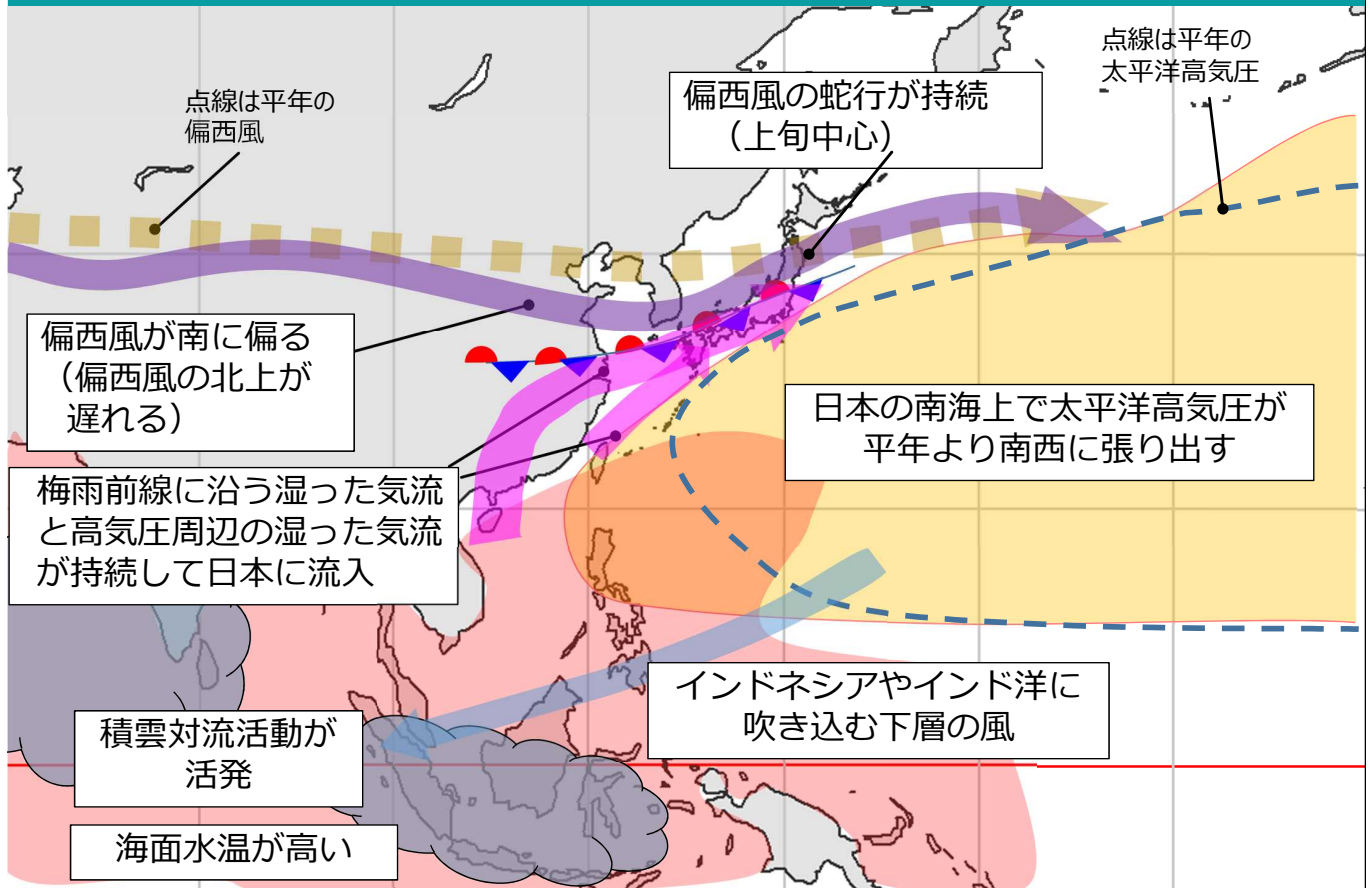 点線は平年の
太平洋高気圧
偏西風の蛇行が持続
（上旬中心）
点線は平年の
偏西風
偏西風が南に偏る
（偏西風の北上が
遅れる）
日本の南海上で太平洋高気圧が
平年より南西に張り出す
梅雨前線に沿う湿った気流
と高気圧周辺の湿った気流
が持続して日本に流入
インドネシアやインド洋に
吹き込む下層の風
積雲対流活動が
活発
海面水温が高い